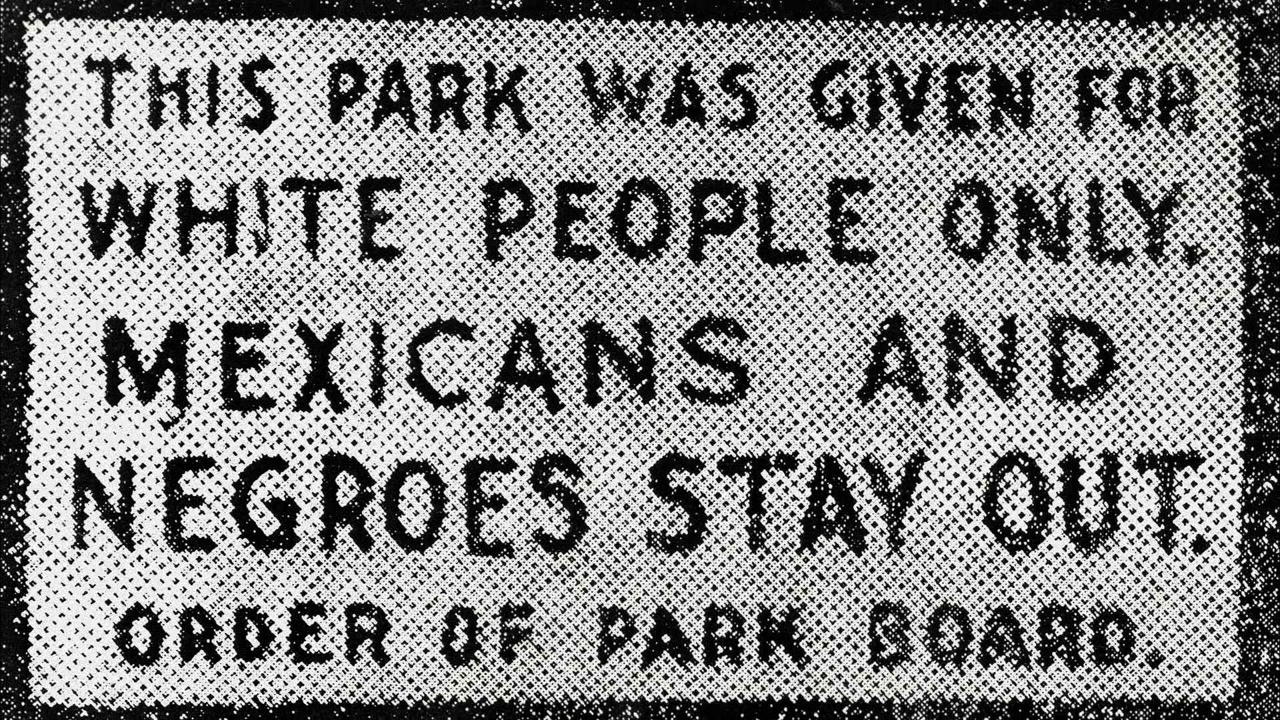 THIS PARK WAS GIVEN FOR
WHITE PEOPLE ONLY.
MEXICANS AND
NEGROES STAY OUT.
ORDER OF PARK BOARD.